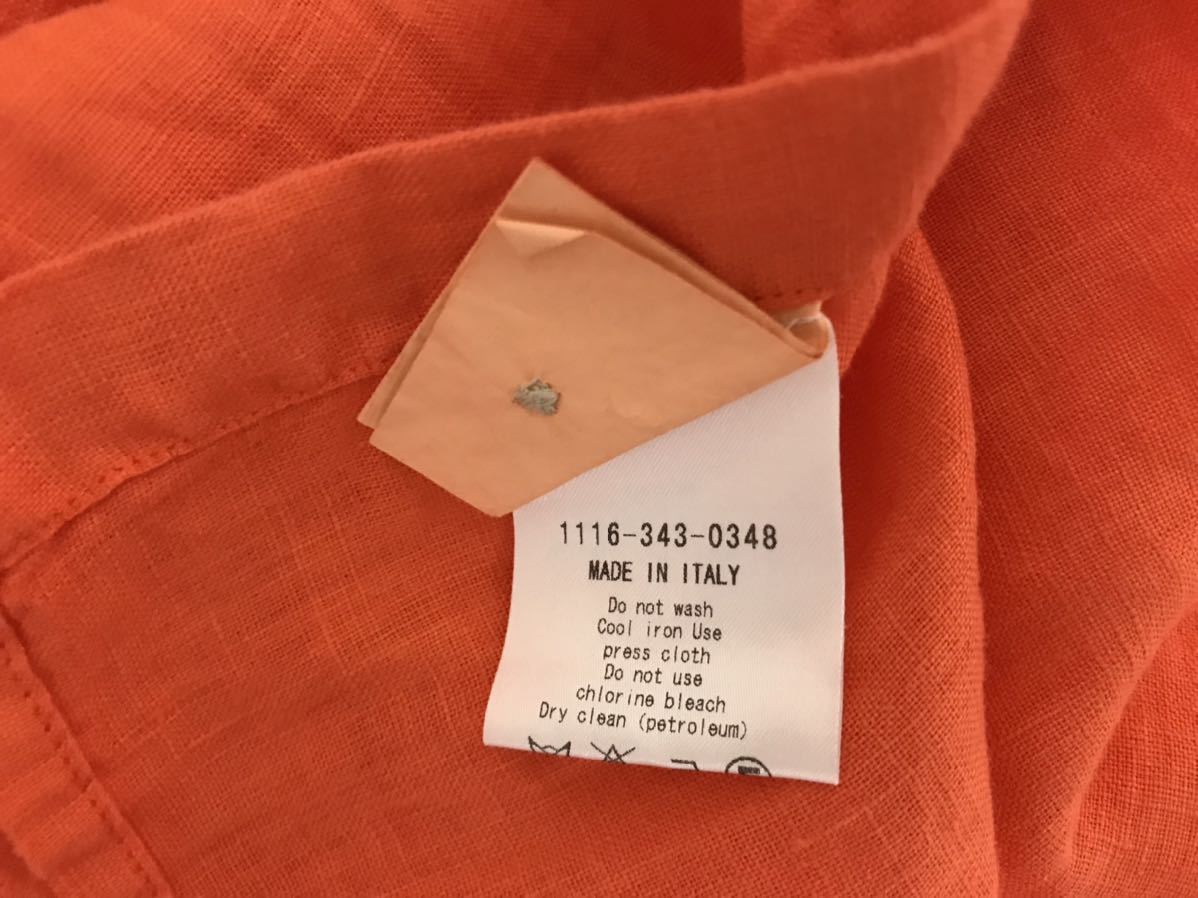 1116-343-0348
MADE IN ITALY
Do not wash
Cool iron Use
press cloth
Do not use
chlorine bleach
Dry clean (petroleum)